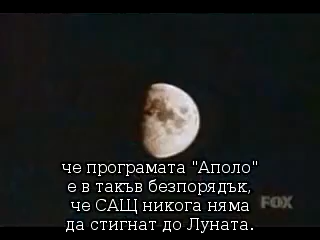 че програмата "Аполо"
е в такъв безпорядък,
че САЩ никога няма
да стигнат до Луната.
FOX